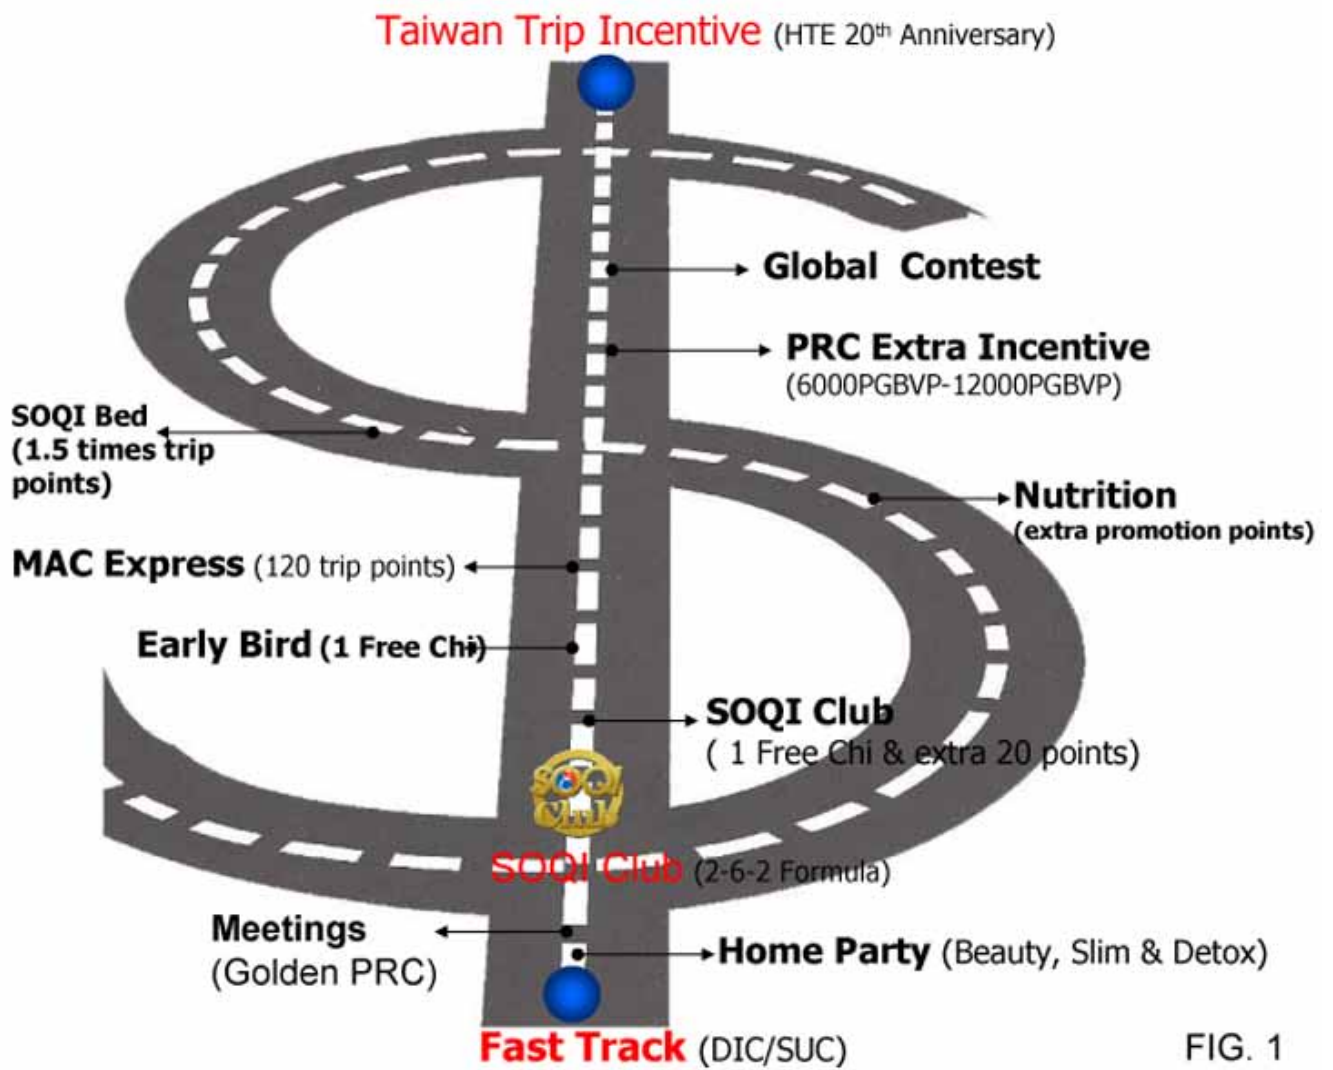 Taiwan Trip Incentive (HTE 20th Anniversary)
Global Contest
PRC Extra Incentive
(6000PGBVP-12000PGBVP)
SOQI Bed
(1.5 times trip
points)
Nutrition
(extra promotion points)
MAC Express (120 trip points)
Early Bird (1 Free Chi)
SOQI Club
( 1 Free Chi & extra 20 points)
SOQI
Club
SOQI Club (2-6-2 Formula)
Meetings
(Golden PRC)
Home Party (Beauty, Slim & Detox)
Fast Track (DIC/SUC)
FIG. 1